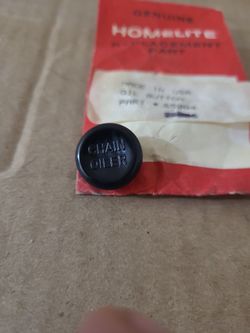 GENUINE
HOMELITE
REPLACEMENT
PART
MADE IN USA
OIL BUTTON
PART #
CHAIN
OILER